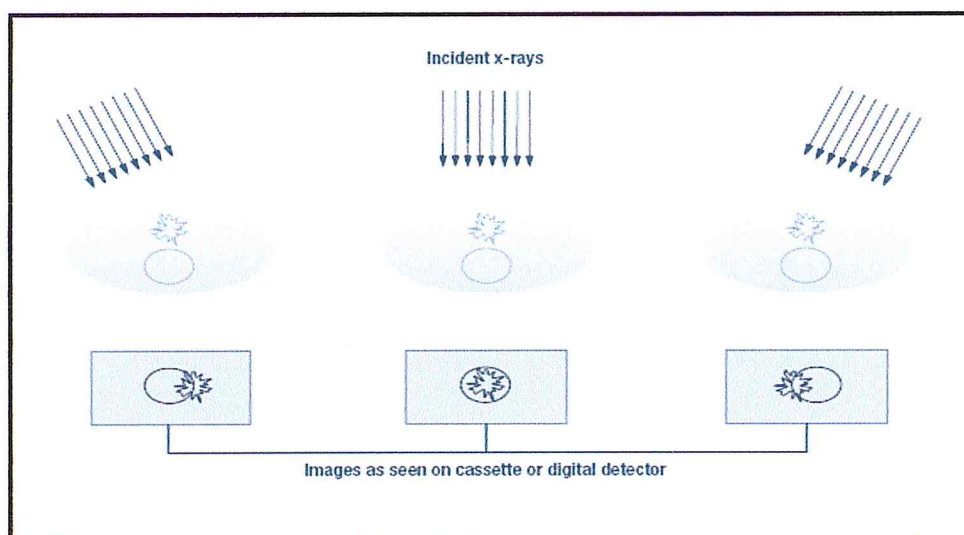 Incident x-rays
Images as seen on cassette or digital detector